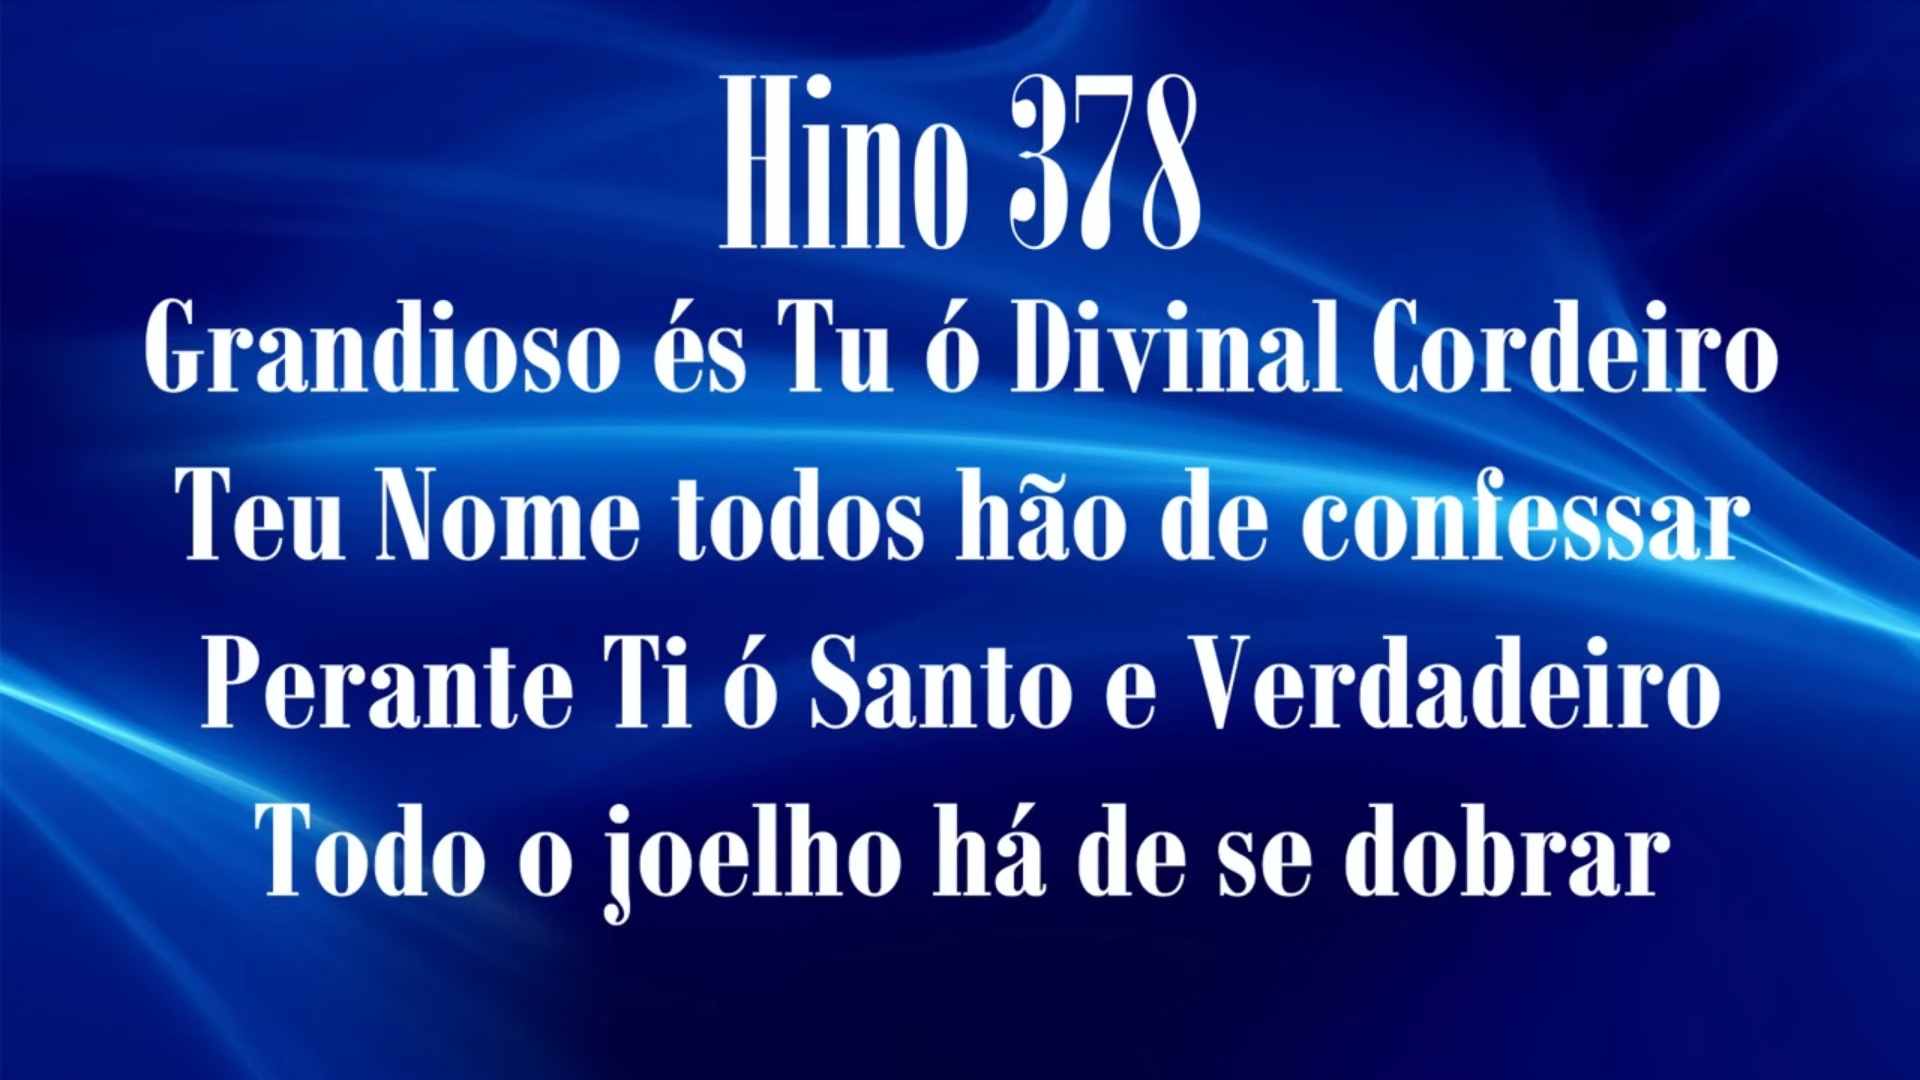 Hino 378
Grandioso és Tu ó Divinal Cordeiro
Teu Nome todos hão de confessar
Perante Ti ó Santo e Verdadeiro
Todo o joelho há de se dobrar